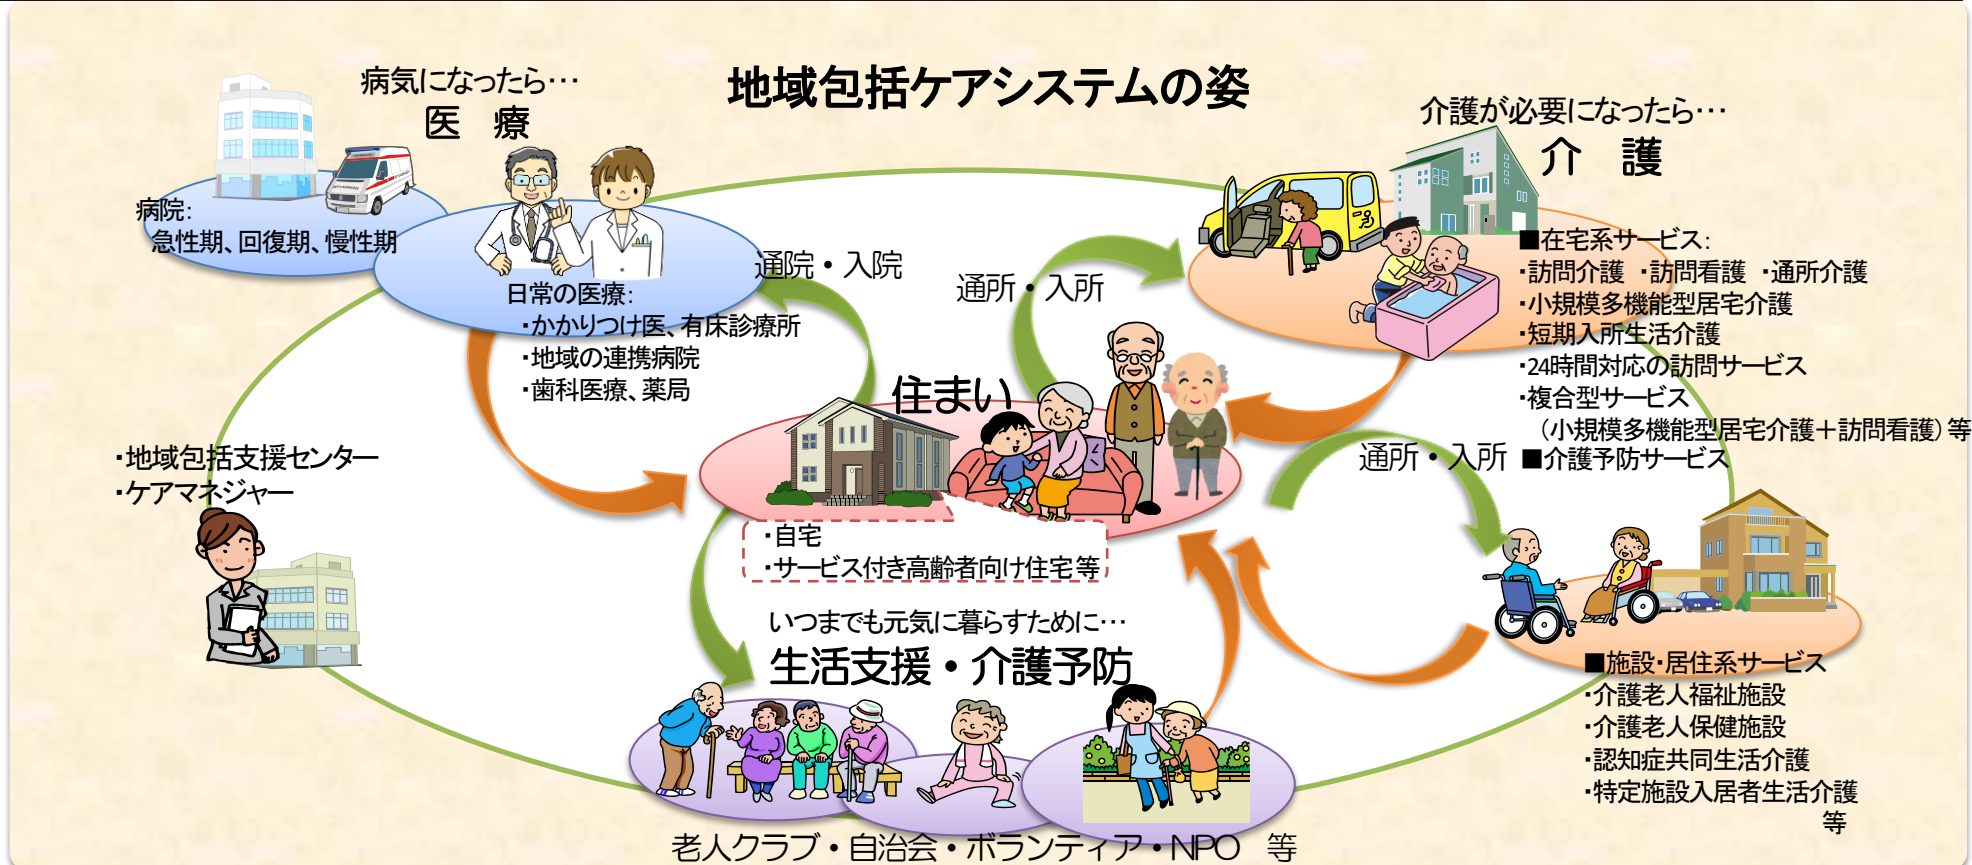 地域包括ケアシステムの姿
病気になったら…
医　療
病院：
急性期、回復期、慢性期
日常の医療：
・かかりつけ医、有床診療所
・地域の連携病院
・歯科医療、薬局
通院・入院
通所・入所
介護が必要になったら…
介　護
■在宅系サービス：
・訪問介護　・訪問看護　・通所介護
・小規模多機能型居宅介護
・短期入所生活介護
・24時間対応の訪問サービス
・複合型サービス
（小規模多機能型居宅介護＋訪問看護）等
■介護予防サービス
通所・入所
住まい
・自宅
・サービス付き高齢者向け住宅等
・地域包括支援センター
・ケアマネジャー
いつまでも元気に暮らすために…
生活支援・介護予防
■施設・居住系サービス
・介護老人福祉施設
・介護老人保健施設
・認知症共同生活介護
・特定施設入居者生活介護
等
老人クラブ・自治会・ボランティア・NPO　等